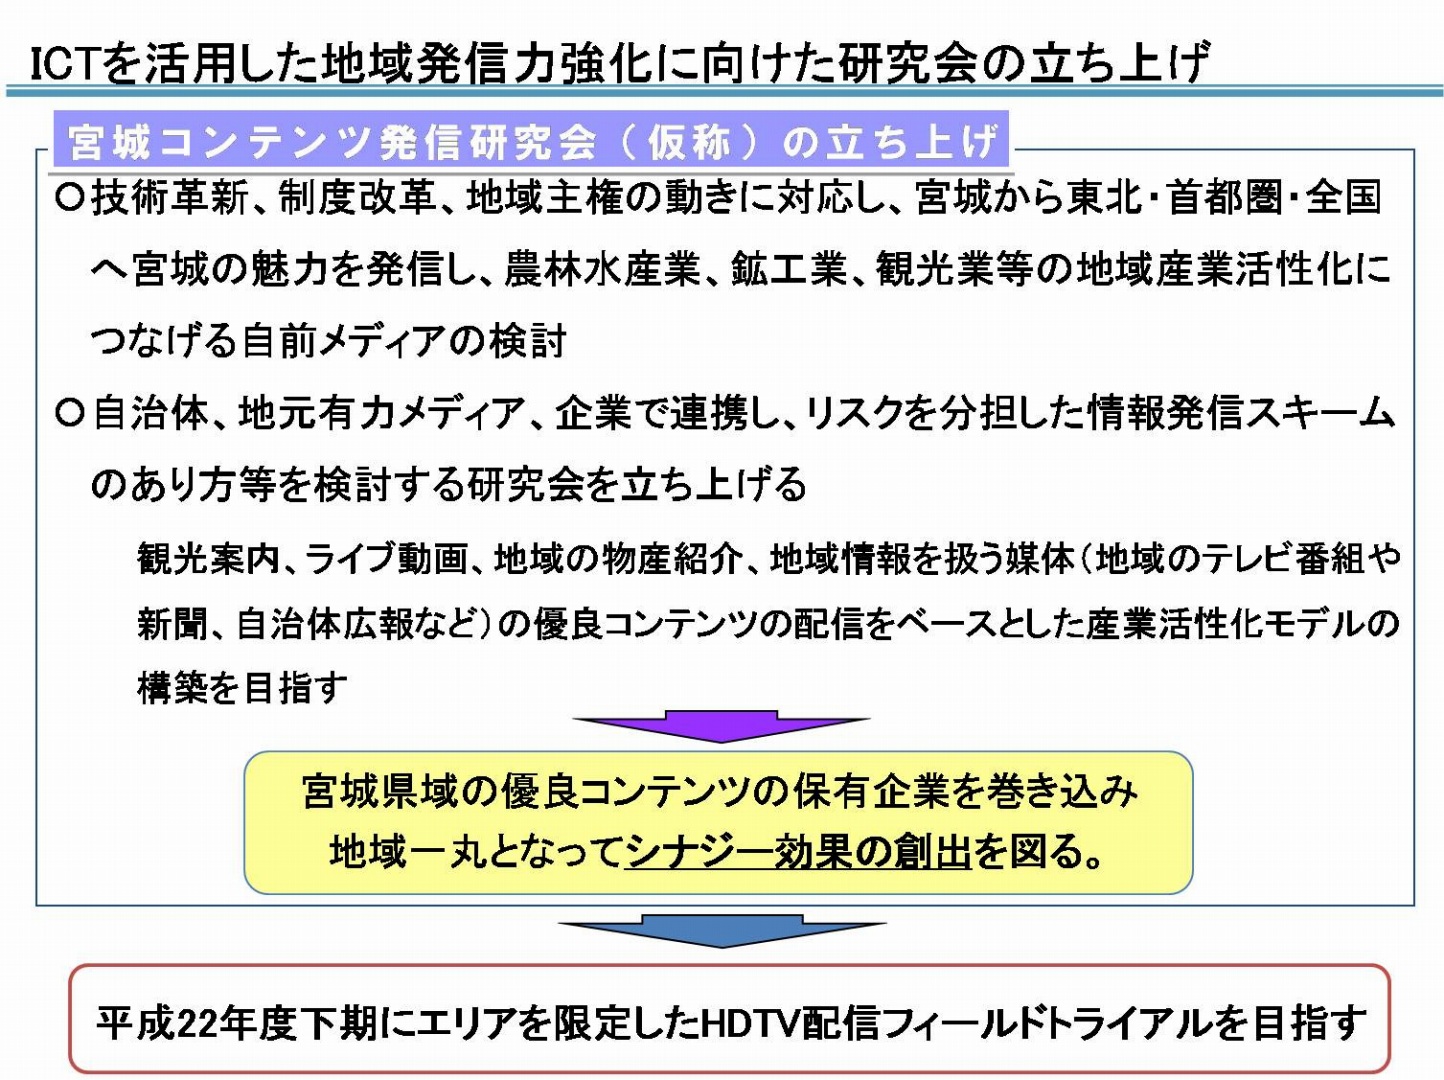 ICTを活用した地域発信力強化に向けた研究会の立ち上げ
宮城コンテンツ発信研究会（仮称）の立ち上げ
○技術革新、制度改革、地域主権の動きに対応し、宮城から東北・首都圏・全国
へ宮城の魅力を発信し、農林水産業、鉱工業、観光業等の地域産業活性化に
つなげる自前メディアの検討
○自治体、地元有力メディア、企業で連携し、リスクを分担した情報発信スキーム
のあり方等を検討する研究会を立ち上げる
観光案内、ライブ動画、地域の物産紹介、地域情報を扱う媒体（地域のテレビ番組や
新聞、自治体広報など）の優良コンテンツの配信をベースとした産業活性化モデルの
構築を目指す
宮城県域の優良コンテンツの保有企業を巻き込み
地域一丸となってシナジー効果の創出を図る。
平成22年度下期にエリアを限定したHDTV配信フィールドトライアルを目指す